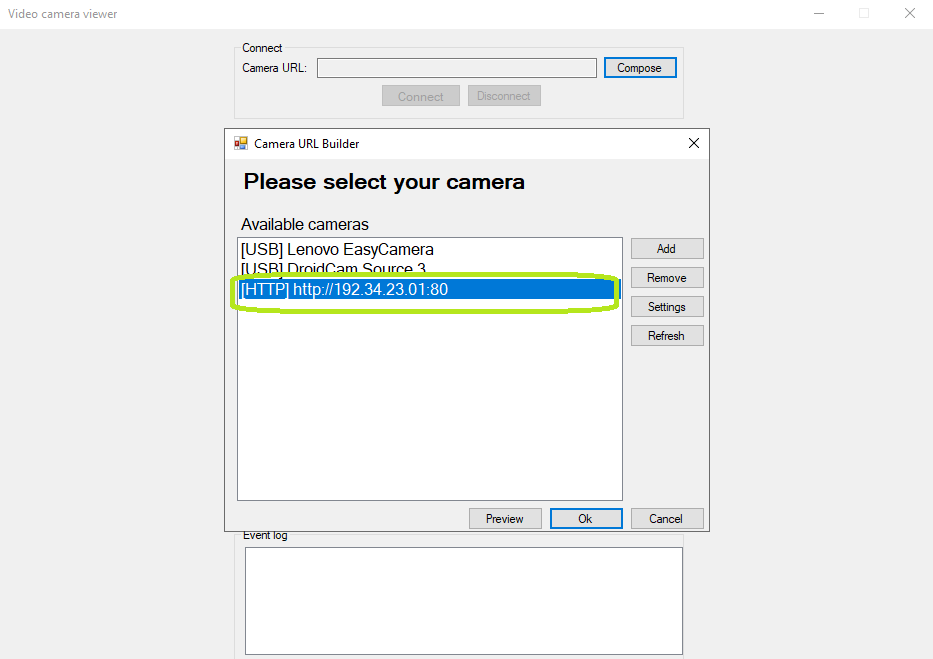 Video camera viewer
Connect
Camera URL:
Compose
Connect
Disconnect
Camera URL Builder
Please select your camera
Available cameras
[USB] Lenovo EasyCamera
[USB] DroidCam Source 3
[HTTP] http://192.34.23.01:80
Add
Remove
Settings
Refresh
Preview
Ok
Cancel
Event log